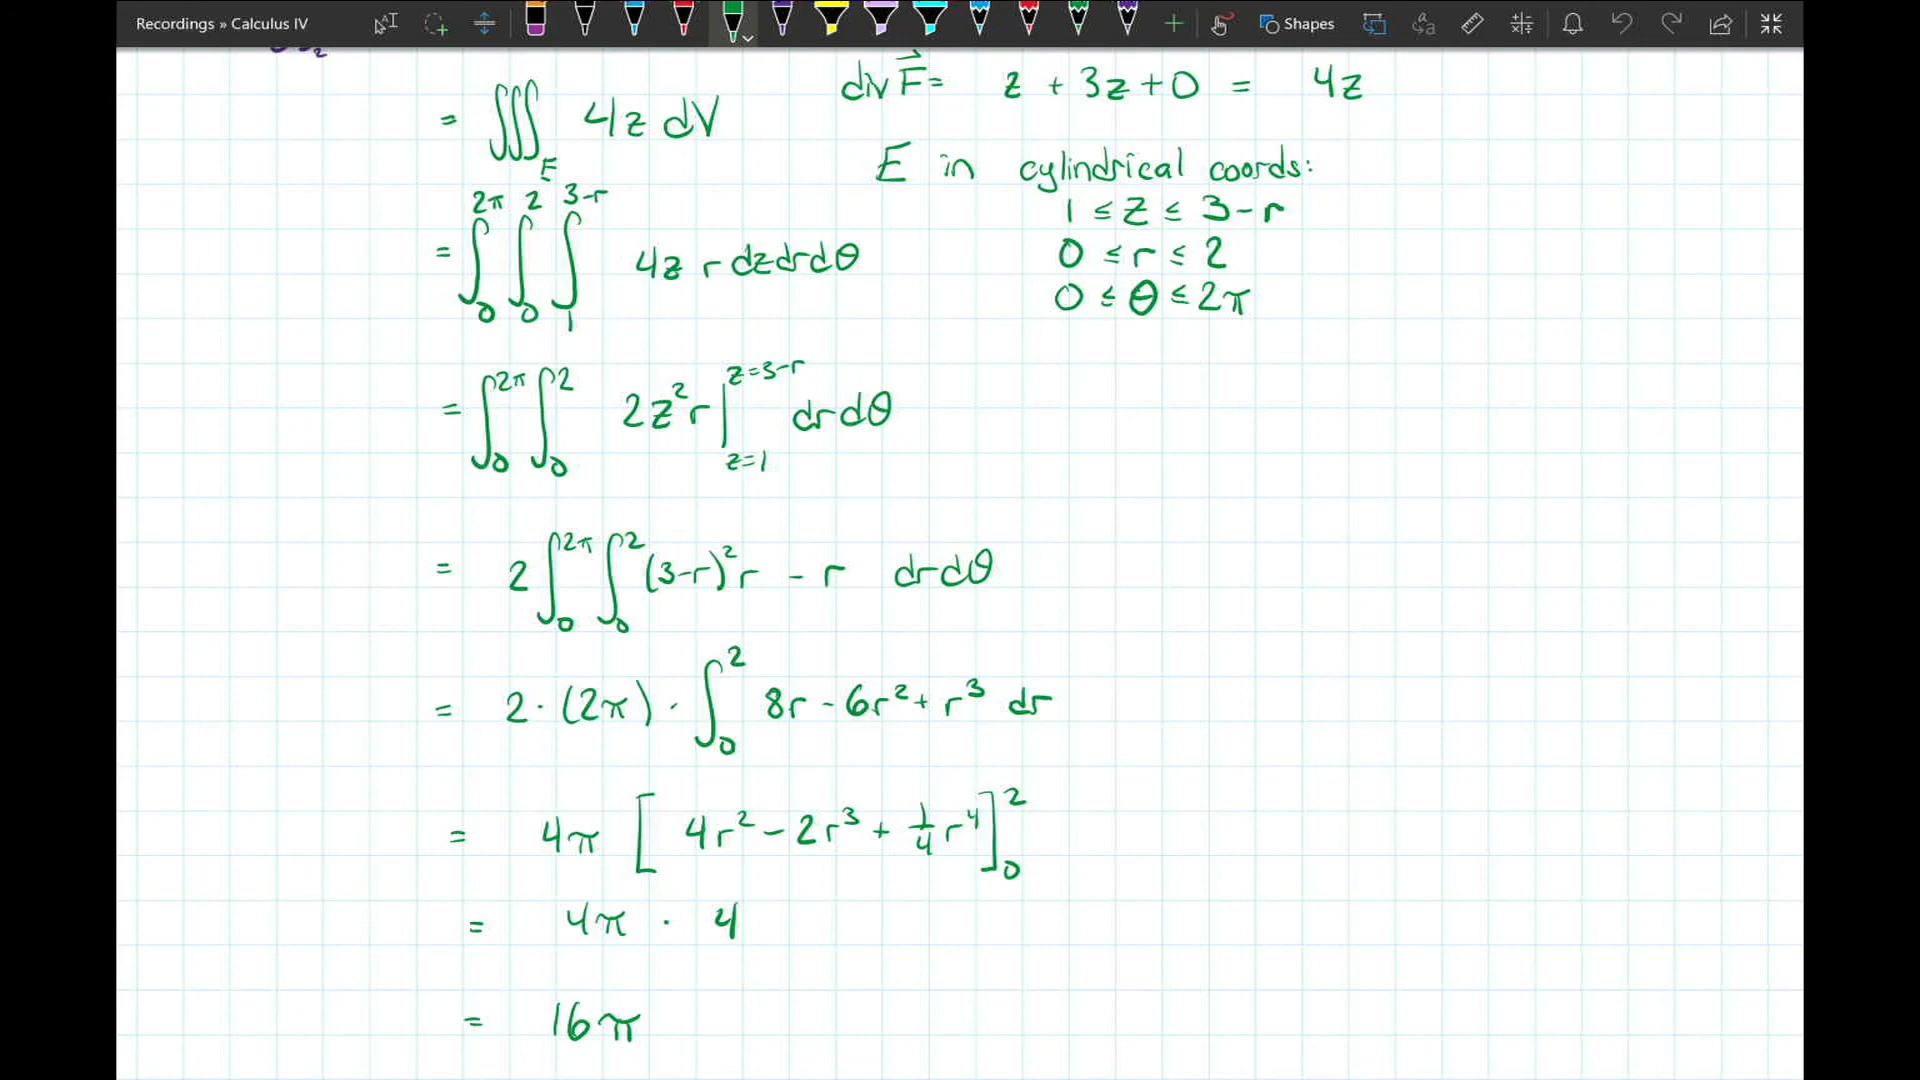 Recordings » Calculus IV
Shapes
div F⃗ = z + 3z + 0 = 4z
= ∭_E 4z dV
E in cylindrical coords:
1 ≤ z ≤ 3-r
0 ≤ r ≤ 2
0 ≤ θ ≤ 2π
= ∫_0^2π ∫_0^2 ∫_1^3-r 4z r dz dr dθ
= ∫_0^2π ∫_0^2 2z²r |_z=1^z=3-r dr dθ
= 2 ∫_0^2π ∫_0^2 (3-r)²r - r dr dθ
= 2 · (2π) · ∫_0^2 8r - 6r² + r³ dr
= 4π [ 4r² - 2r³ + 1/4 r⁴ ]_0^2
= 4π · 4
= 16π